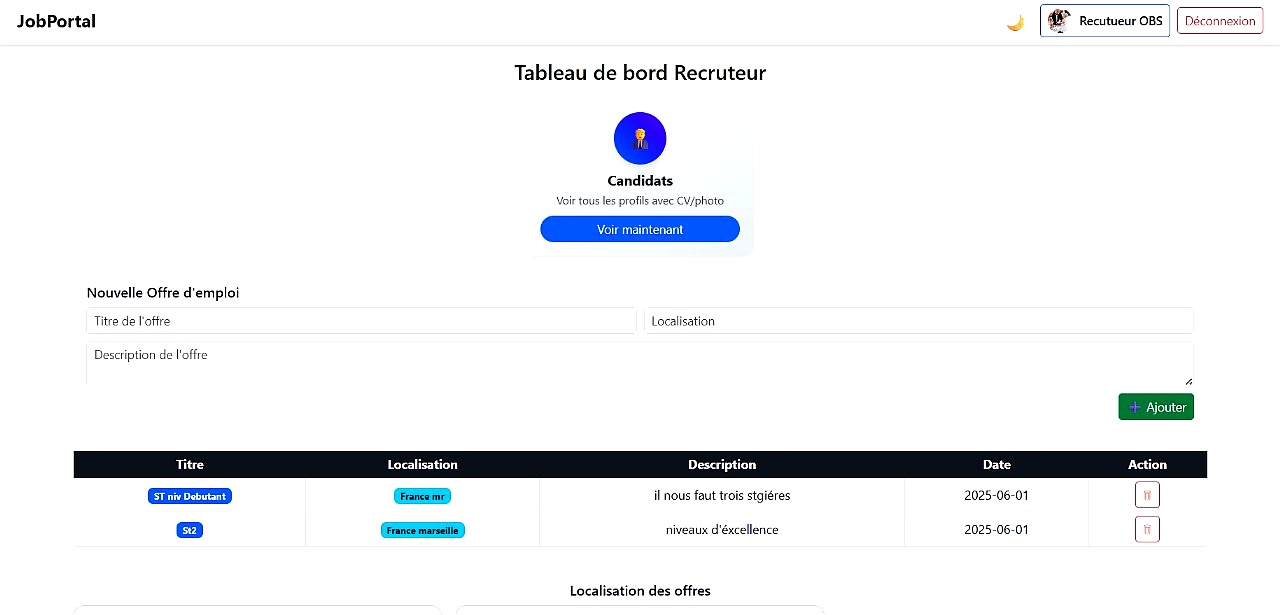 JobPortal
Recutueur OBS
Déconnexion
Tableau de bord Recruteur
Candidats
Voir tous les profils avec CV/photo
Voir maintenant
Nouvelle Offre d'emploi
Titre de l'offre
Localisation
Description de l'offre
Ajouter
Titre Localisation Description Date Action
ST niv Debutant France mr il nous faut trois stgiéres 2025-06-01
St2 France marseille niveaux d'éxcellence 2025-06-01
Localisation des offres